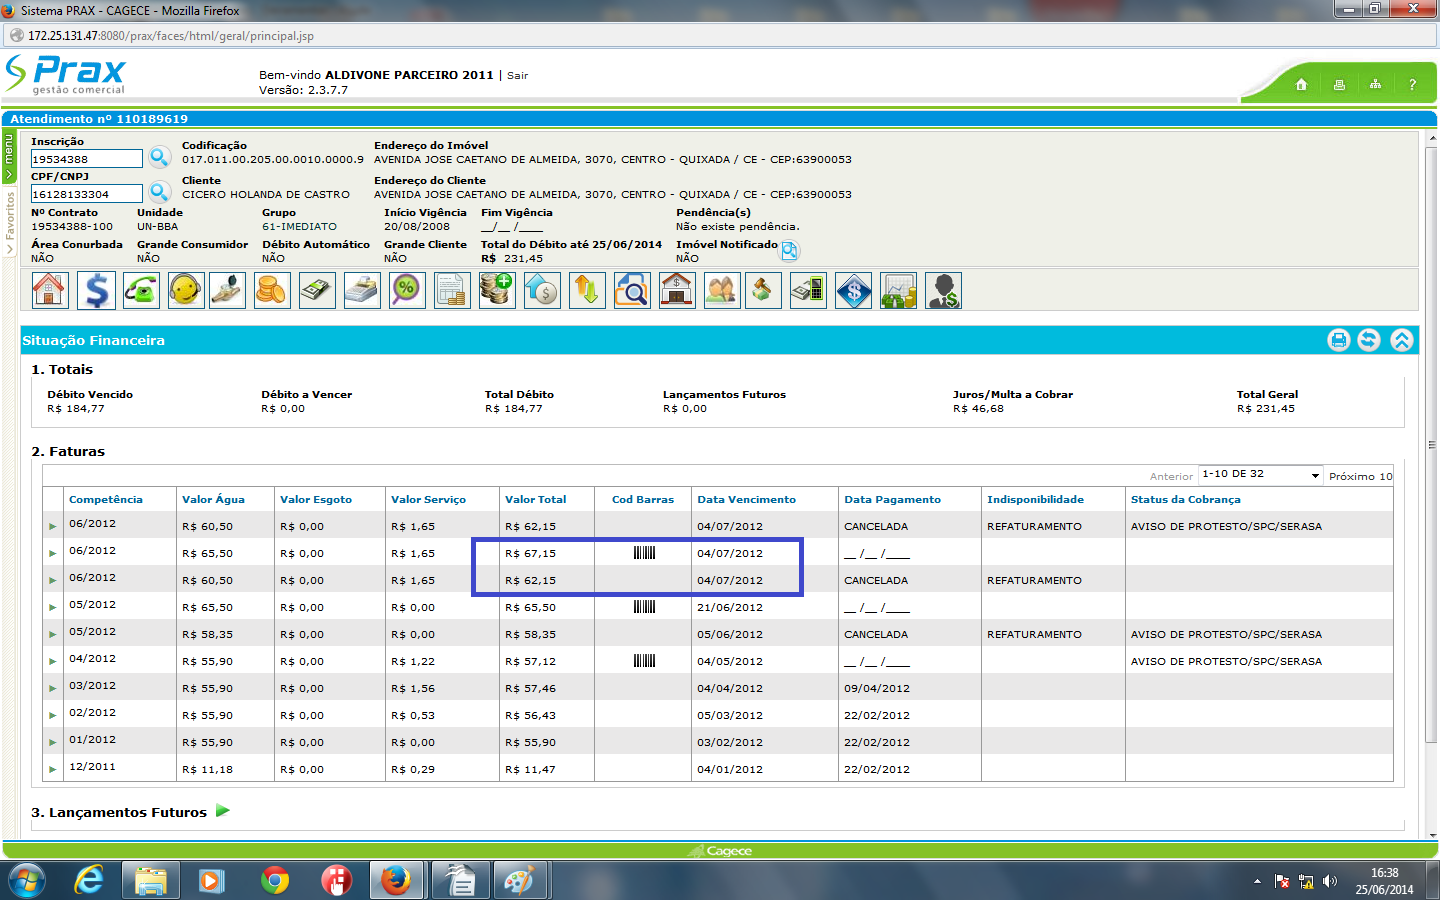 Sistema PRAX - CAGECE - Mozilla Firefox
172.25.131.47:8080/prax/faces/html/geral/principal.jsp
Prax
gestão comercial
Bem-vindo ALDIVONE PARCEIRO 2011 | Sair
Versão: 2.3.7.7
?
Atendimento nº 110189619
menu
Favoritos
Inscrição Codificação Endereço do Imóvel
19534388 017.011.00.205.00.0010.0000.9 AVENIDA JOSE CAETANO DE ALMEIDA, 3070, CENTRO - QUIXADA / CE - CEP:63900053
CPF/CNPJ Cliente Endereço do Cliente
16128133304 CICERO HOLANDA DE CASTRO AVENIDA JOSE CAETANO DE ALMEIDA, 3070, CENTRO - QUIXADA / CE - CEP:63900053
Nº Contrato Unidade Grupo Início Vigência Fim Vigência Pendência(s)
19534388-100 UN-BBA 61-IMEDIATO 20/08/2008 __/__ /____ Não existe pendência.
Área Conurbada Grande Consumidor Débito Automático Grande Cliente Total do Débito até 25/06/2014 Imóvel Notificado
NÃO NÃO NÃO NÃO R$ 231,45 NÃO
Situação Financeira
1. Totais
Débito Vencido Débito a Vencer Total Débito Lançamentos Futuros Juros/Multa a Cobrar Total Geral
R$ 184,77 R$ 0,00 R$ 184,77 R$ 0,00 R$ 46,68 R$ 231,45
2. Faturas
Anterior 1-10 DE 32 Próximo 10
Competência Valor Água Valor Esgoto Valor Serviço Valor Total Cod Barras Data Vencimento Data Pagamento Indisponibilidade Status da Cobrança
06/2012 R$ 60,50 R$ 0,00 R$ 1,65 R$ 62,15 04/07/2012 CANCELADA REFATURAMENTO AVISO DE PROTESTO/SPC/SERASA
06/2012 R$ 65,50 R$ 0,00 R$ 1,65 R$ 67,15 04/07/2012 __ /__ /____
06/2012 R$ 60,50 R$ 0,00 R$ 1,65 R$ 62,15 04/07/2012 CANCELADA REFATURAMENTO
05/2012 R$ 65,50 R$ 0,00 R$ 0,00 R$ 65,50 21/06/2012 __ /__ /____
05/2012 R$ 58,35 R$ 0,00 R$ 0,00 R$ 58,35 05/06/2012 CANCELADA REFATURAMENTO AVISO DE PROTESTO/SPC/SERASA
04/2012 R$ 55,90 R$ 0,00 R$ 1,22 R$ 57,12 04/05/2012 __ /__ /____ AVISO DE PROTESTO/SPC/SERASA
03/2012 R$ 55,90 R$ 0,00 R$ 1,56 R$ 57,46 04/04/2012 09/04/2012
02/2012 R$ 55,90 R$ 0,00 R$ 0,53 R$ 56,43 05/03/2012 22/02/2012
01/2012 R$ 55,90 R$ 0,00 R$ 0,00 R$ 55,90 03/02/2012 22/02/2012
12/2011 R$ 11,18 R$ 0,00 R$ 0,29 R$ 11,47 04/01/2012 22/02/2012
3. Lançamentos Futuros
Cagece
16:38
25/06/2014